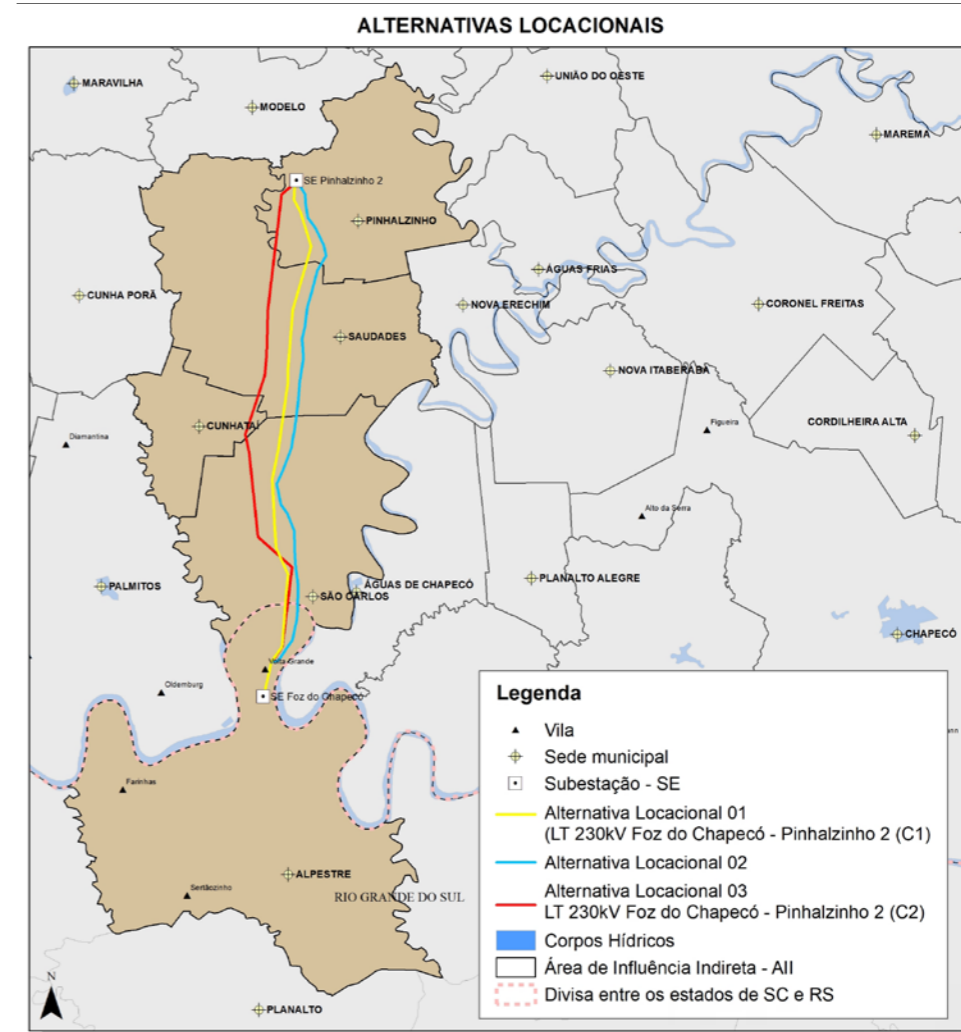 ALTERNATIVAS LOCACIONAIS
MARAVILHA
UNIÃO DO OESTE
MODELO
MAREMA
SE Pinhalzinho 2
PINHALZINHO
ÁGUAS FRIAS
CUNHA PORÃ
NOVA ERECHIM
CORONEL FREITAS
SAUDADES
NOVA ITABERABA
CUNHATAÍ
Figueira
CORDILHEIRA ALTA
Diamantina
Alto da Serra
PALMITOS
ÁGUAS DE CHAPECÓ
PLANALTO ALEGRE
SÃO CARLOS
CHAPECÓ
Volta Grande
Oldemburg
SE Foz do Chapecó
Farinhas
ALPESTRE
Sertãozinho
RIO GRANDE DO SUL
N
PLANALTO
Legenda
Vila
Sede municipal
Subestação - SE
Alternativa Locacional 01
(LT 230kV Foz do Chapecó - Pinhalzinho 2 (C1)
Alternativa Locacional 02
Alternativa Locacional 03
LT 230kV Foz do Chapecó - Pinhalzinho 2 (C2)
Corpos Hídricos
Área de Influência Indireta - AII
Divisa entre os estados de SC e RS